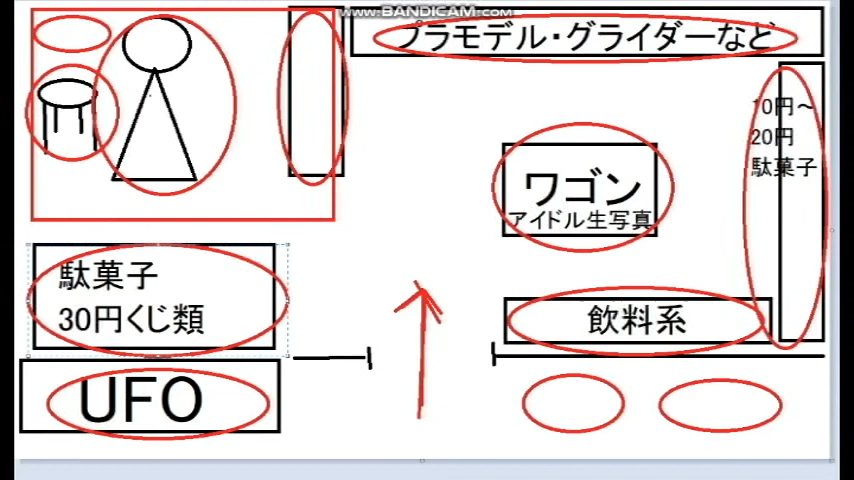 www.BANDICAM.com
プラモデル・グライダーなど
10円～
20円
駄菓子
ワゴン
アイドル生写真
駄菓子
30円くじ類
飲料系
UFO